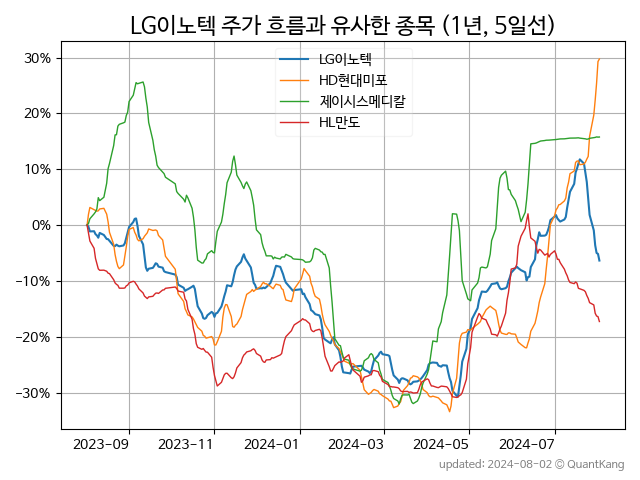 LG이노텍 주가 흐름과 유사한 종목 (1년, 5일선)
LG이노텍
HD현대미포
제이시스메디칼
HL만도
30%
20%
10%
0%
−10%
−20%
−30%
2023−09
2023−11
2024−01
2024−03
2024−05
2024−07
updated: 2024-08-02 © QuantKang